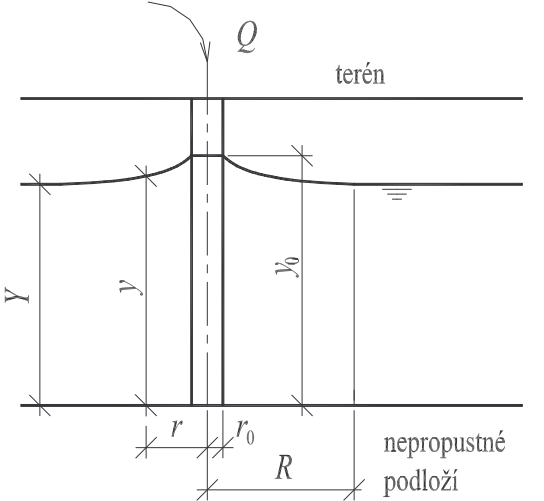 Q
terén
Y
y
y₀
r
r₀
R
nepropustné
podloží